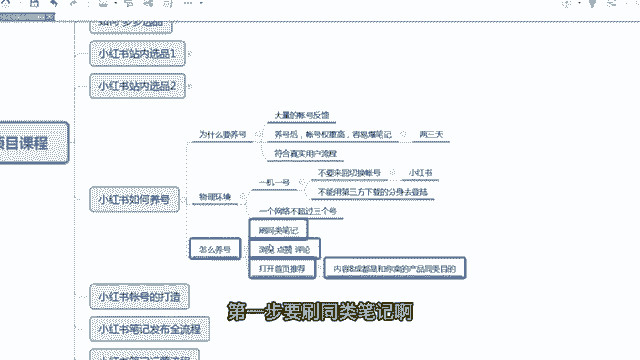 小红书站内选品1
小红书站内选品2
项目课程
小红书如何养号
为什么要养号
大量的帐号反馈
养号后，帐号权重高，容易爆笔记
两三天
符合真实用户流程
物理环境
一机一号
不要来回切换帐号
小红书
不能用第三方下载的分身去登陆
一个网络不超过三个号
怎么养号
刷同类笔记
浏览 点赞 评论
打开首页推荐
内容8成都是和你卖的产品同类目的
小红书帐号的打造
小红书笔记发布全流程
第一步要刷同类笔记啊